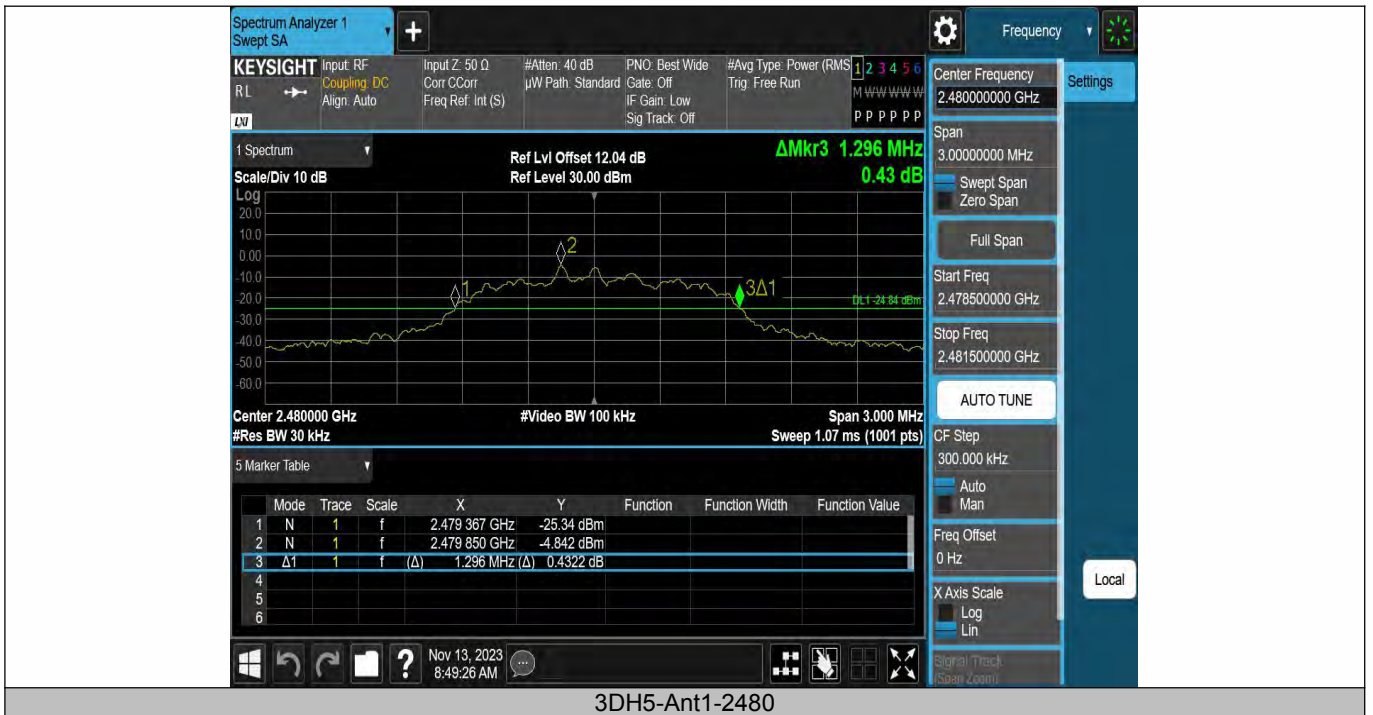 Spectrum Analyzer 1
Swept SA
+
Frequency
KEYSIGHT
RL
LXI
Input: RF
Coupling: DC
Align: Auto
Input Z: 50 Ω
Corr CCorr
Freq Ref: Int (S)
#Atten: 40 dB
µW Path: Standard
PNO: Best Wide
Gate: Off
IF Gain: Low
Sig Track: Off
#Avg Type: Power (RMS
Trig: Free Run
1 2 3 4 5 6
M W W W W W
P P P P P P
1 Spectrum
Scale/Div 10 dB
Ref Lvl Offset 12.04 dB
Ref Level 30.00 dBm
ΔMkr3 1.296 MHz
0.43 dB
Log
20.0
10.0
0.00
-10.0
-20.0
-30.0
-40.0
-50.0
-60.0
1
2
3Δ1
DL1 -24.84 dBm
Center 2.480000 GHz
#Video BW 100 kHz
Span 3.000 MHz
#Res BW 30 kHz
Sweep 1.07 ms (1001 pts)
5 Marker Table
Mode Trace Scale X Y Function Function Width Function Value
1 N 1 f 2.479 367 GHz -25.34 dBm
2 N 1 f 2.479 850 GHz -4.842 dBm
3 Δ1 1 f (Δ) 1.296 MHz (Δ) 0.4322 dB
4
5
6
Nov 13, 2023
8:49:26 AM
?
Center Frequency
2.480000000 GHz
Settings
Span
3.00000000 MHz
Swept Span
Zero Span
Full Span
Start Freq
2.478500000 GHz
Stop Freq
2.481500000 GHz
AUTO TUNE
CF Step
300.000 kHz
Auto
Man
Freq Offset
0 Hz
X Axis Scale
Log
Lin
Local
Signal Track
(Span Zoom)
3DH5-Ant1-2480